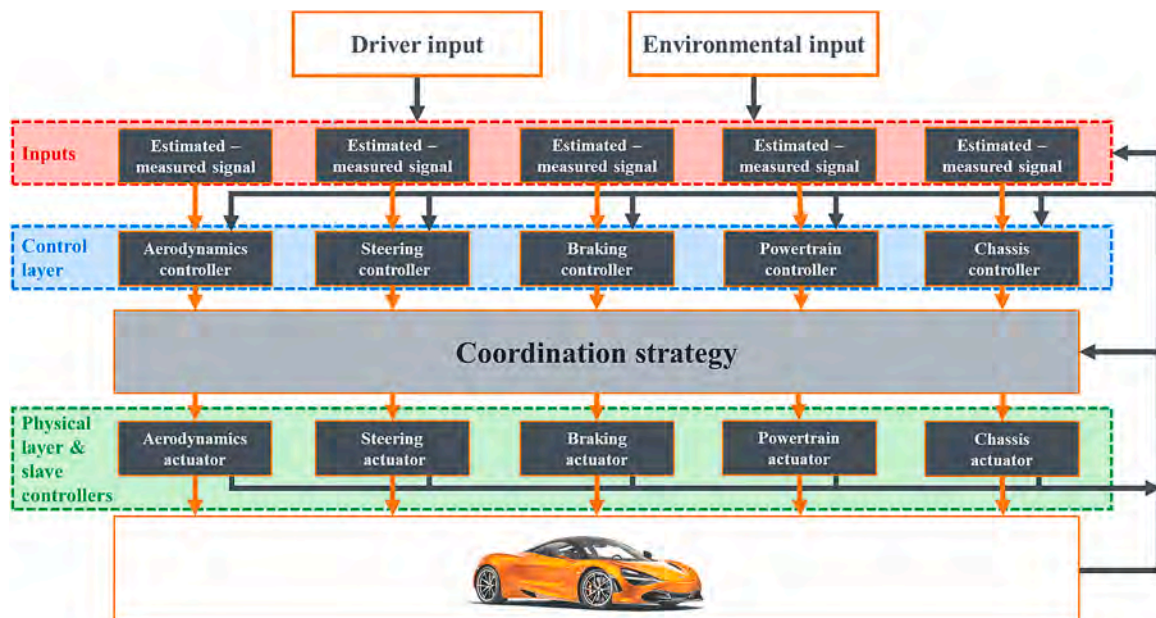 Driver input
Environmental input
Inputs
Estimated –
measured signal
Estimated –
measured signal
Estimated –
measured signal
Estimated –
measured signal
Estimated –
measured signal
Control
layer
Aerodynamics
controller
Steering
controller
Braking
controller
Powertrain
controller
Chassis
controller
Coordination strategy
Physical
layer &
slave
controllers
Aerodynamics
actuator
Steering
actuator
Braking
actuator
Powertrain
actuator
Chassis
actuator